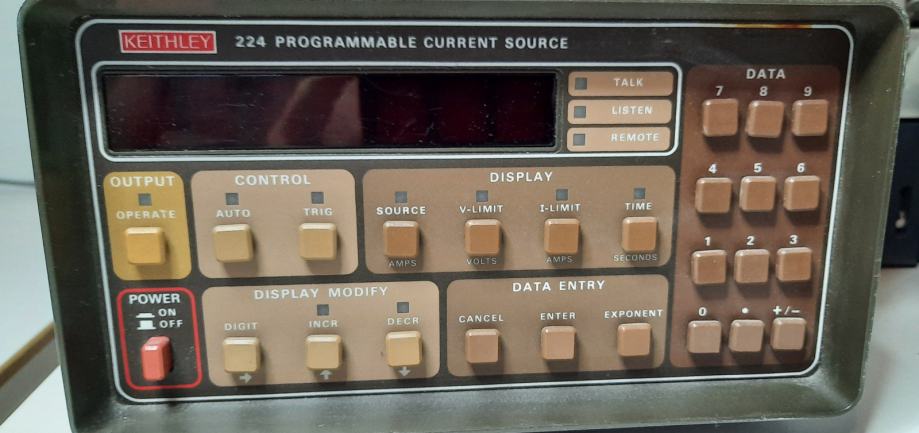 KEITHLEY 224 PROGRAMMABLE CURRENT SOURCE
TALK
LISTEN
REMOTE
DATA
7 8 9
4 5 6
1 2 3
0 • +/−
OUTPUT
OPERATE
CONTROL
AUTO TRIG
DISPLAY
SOURCE V-LIMIT I-LIMIT TIME
AMPS VOLTS AMPS SECONDS
POWER
ON
OFF
DISPLAY MODIFY
DIGIT INCR DECR
→ ↑ ↓
DATA ENTRY
CANCEL ENTER EXPONENT